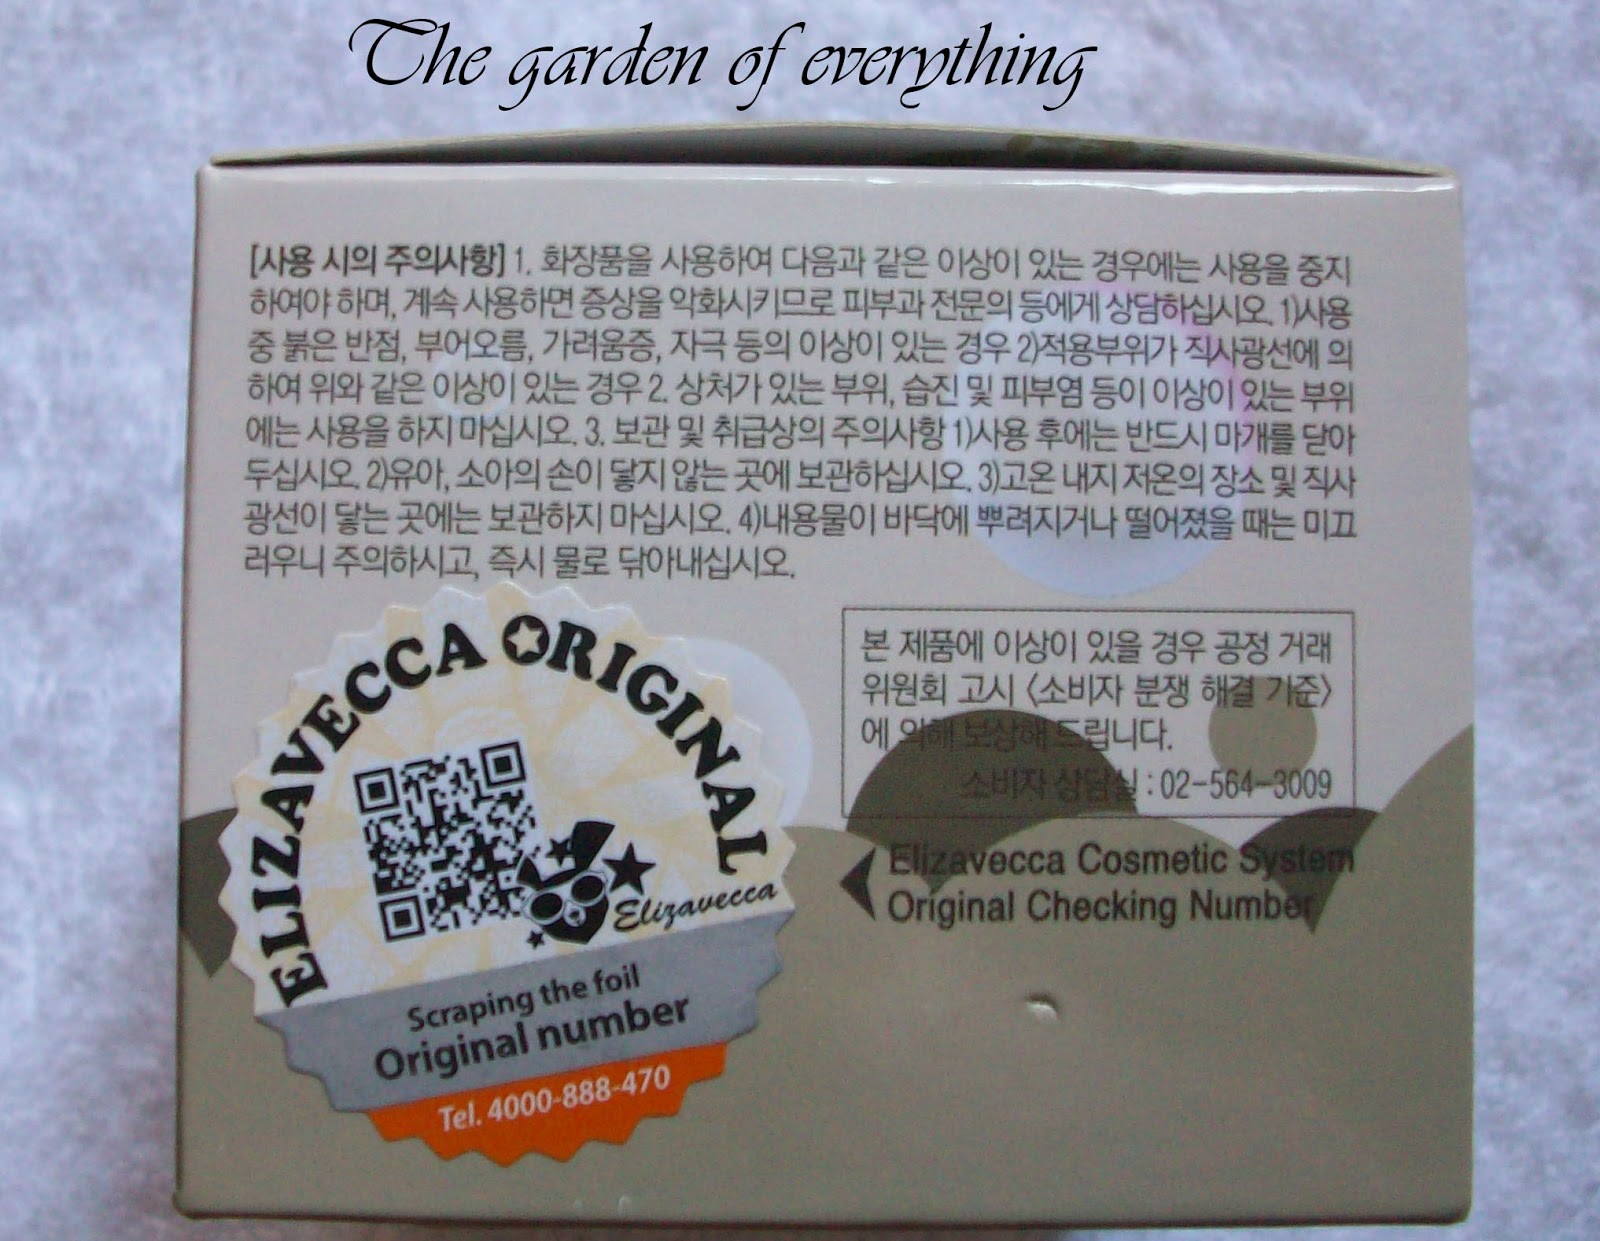 The garden of everything
[사용 시의 주의사항] 1. 화장품을 사용하여 다음과 같은 이상이 있는 경우에는 사용을 중지
하여야 하며, 계속 사용하면 증상을 악화시키므로 피부과 전문의 등에게 상담하십시오. 1)사용
중 붉은 반점, 부어오름, 가려움증, 자극 등의 이상이 있는 경우 2)적용부위가 직사광선에 의
하여 위와 같은 이상이 있는 경우 2. 상처가 있는 부위, 습진 및 피부염 등이 이상이 있는 부위
에는 사용을 하지 마십시오. 3. 보관 및 취급상의 주의사항 1)사용 후에는 반드시 마개를 닫아
두십시오. 2)유아, 소아의 손이 닿지 않는 곳에 보관하십시오. 3)고온 내지 저온의 장소 및 직사
광선이 닿는 곳에는 보관하지 마십시오. 4)내용물이 바닥에 뿌려지거나 떨어졌을 때는 미끄
러우니 주의하시고, 즉시 물로 닦아내십시오.
본 제품에 이상이 있을 경우 공정 거래
위원회 고시 <소비자 분쟁 해결 기준>
에 의해 보상해 드립니다.
소비자 상담실 : 02-564-3009
Elizavecca Cosmetic System
Original Checking Number
ELIZAVECCA ORIGINAL
Elizavecca
Scraping the foil
Original number
Tel. 4000-888-470